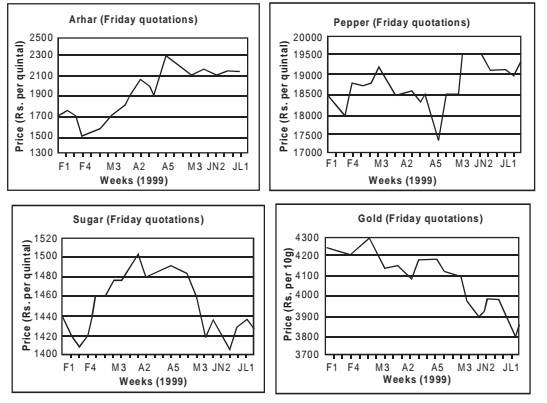 Arhar (Friday quotations)
Price (Rs. per quintal)
2500
2300
2100
1900
1700
1500
1300
F1 F4 M3 A2 A5 M3 JN2 JL1
Weeks (1999)
Pepper (Friday quotations)
Price (Rs. per quintal)
20000
19500
19000
18500
18000
17500
17000
F1 F4 M3 A2 A5 M3 JN2 JL1
Weeks (1999)
Sugar (Friday quotations)
Price (Rs. per quintal)
1520
1500
1480
1460
1440
1420
1400
F1 F4 M3 A2 A5 M3 JN2 JL1
Weeks (1999)
Gold (Friday quotations)
Price (Rs. per 10g)
4300
4200
4100
4000
3900
3800
3700
F1 F4 M3 A2 A5 M3 JN2 JL1
Weeks (1999)